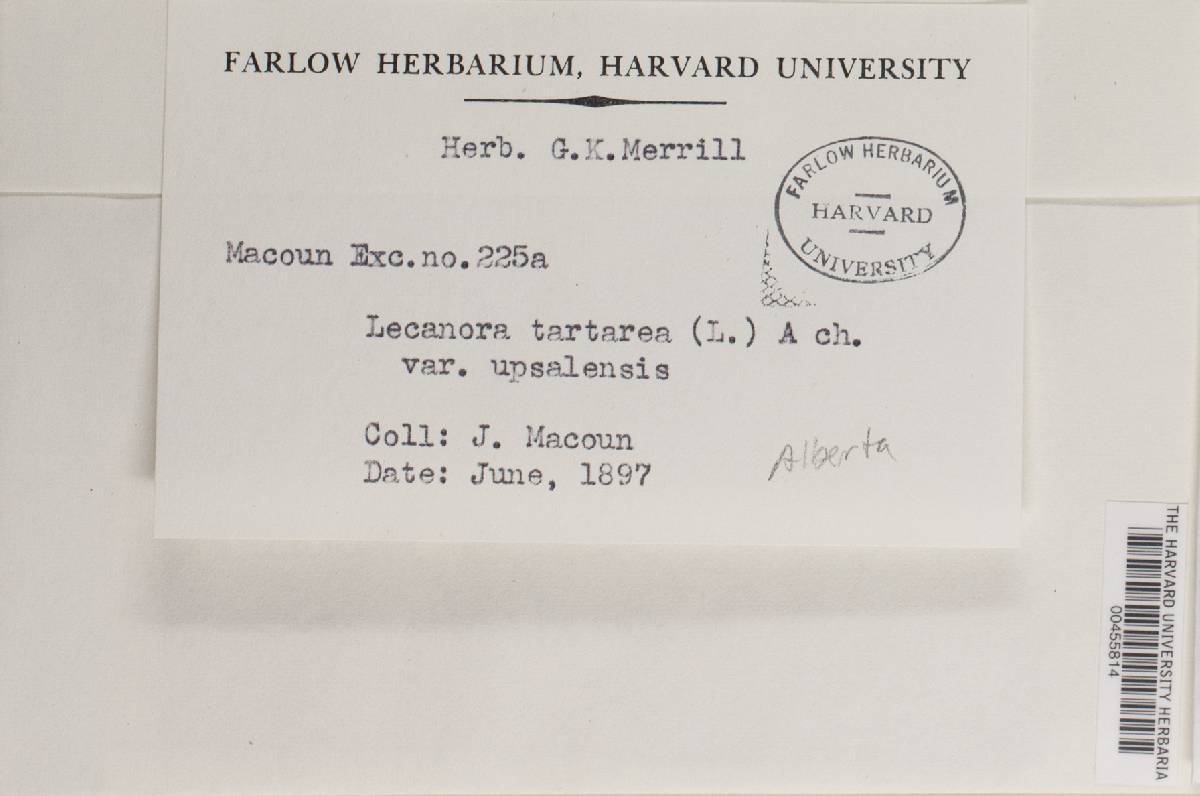 FARLOW HERBARIUM, HARVARD UNIVERSITY
Herb. G.K.Merrill
FARLOW HERBARIUM
HARVARD
UNIVERSITY
Macoun Exc.no.225a
Lecanora tartarea (L.) A ch.
var. upsalensis
Coll: J. Macoun
Date: June, 1897
Alberta
THE HARVARD UNIVERSITY HERBARIA
00455814